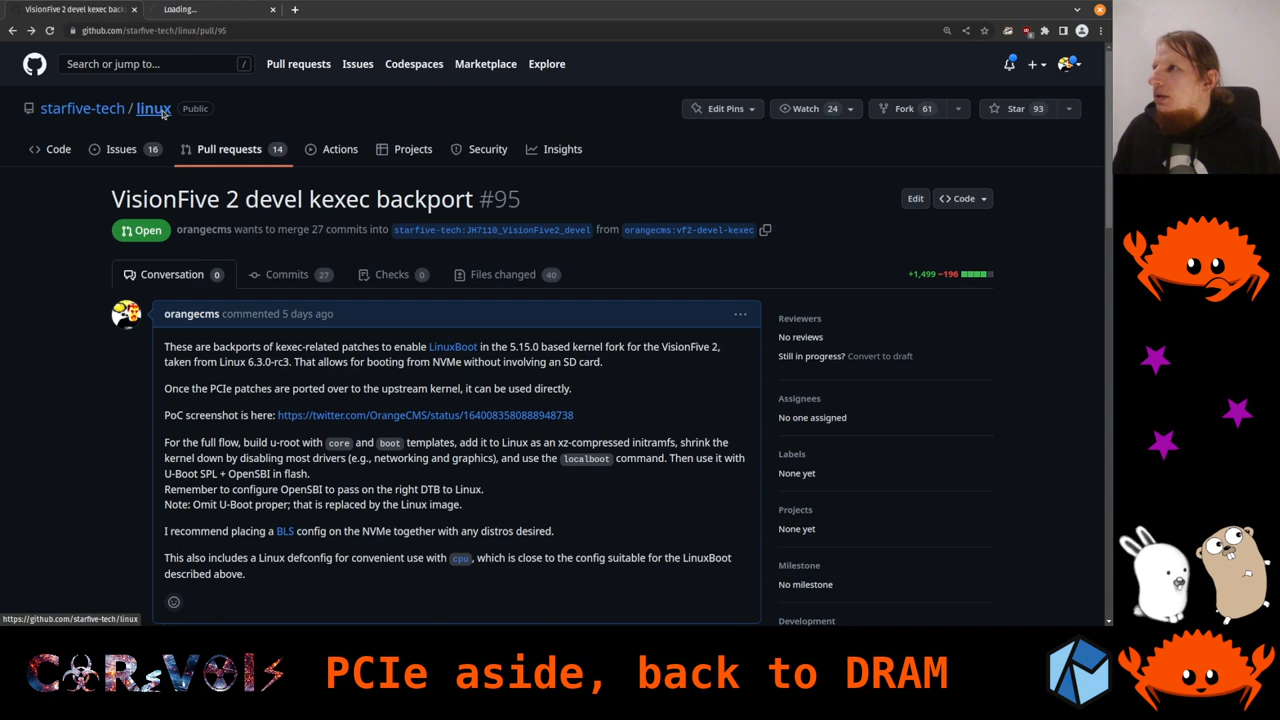 VisionFive 2 devel kexec back
Loading...
github.com/starfive-tech/linux/pull/95
Search or jump to...
/
Pull requests
Issues
Codespaces
Marketplace
Explore
starfive-tech / linux
Public
Edit Pins
Watch 24
Fork 61
Star 93
Code
Issues 16
Pull requests 14
Actions
Projects
Security
Insights
VisionFive 2 devel kexec backport #95
Edit
Code
Open
orangecms wants to merge 27 commits into starfive-tech:JH7110_VisionFive2_devel from orangecms:vf2-devel-kexec
Conversation 0
Commits 27
Checks 0
Files changed 40
+1,499 −196
orangecms commented 5 days ago
These are backports of kexec-related patches to enable LinuxBoot in the 5.15.0 based kernel fork for the VisionFive 2,
taken from Linux 6.3.0-rc3. That allows for booting from NVMe without involving an SD card.
Once the PCIe patches are ported over to the upstream kernel, it can be used directly.
PoC screenshot is here: https://twitter.com/OrangeCMS/status/1640083580888948738
For the full flow, build u-root with core and boot templates, add it to Linux as an xz-compressed initramfs, shrink the
kernel down by disabling most drivers (e.g., networking and graphics), and use the localboot command. Then use it with
U-Boot SPL + OpenSBI in flash.
Remember to configure OpenSBI to pass on the right DTB to Linux.
Note: Omit U-Boot proper; that is replaced by the Linux image.
I recommend placing a BLS config on the NVMe together with any distros desired.
This also includes a Linux defconfig for convenient use with cpu, which is close to the config suitable for the LinuxBoot
described above.
Reviewers
No reviews
Still in progress? Convert to draft
Assignees
No one assigned
Labels
None yet
Projects
None yet
Milestone
No milestone
Development
https://github.com/starfive-tech/linux
PCIe aside, back to DRAM